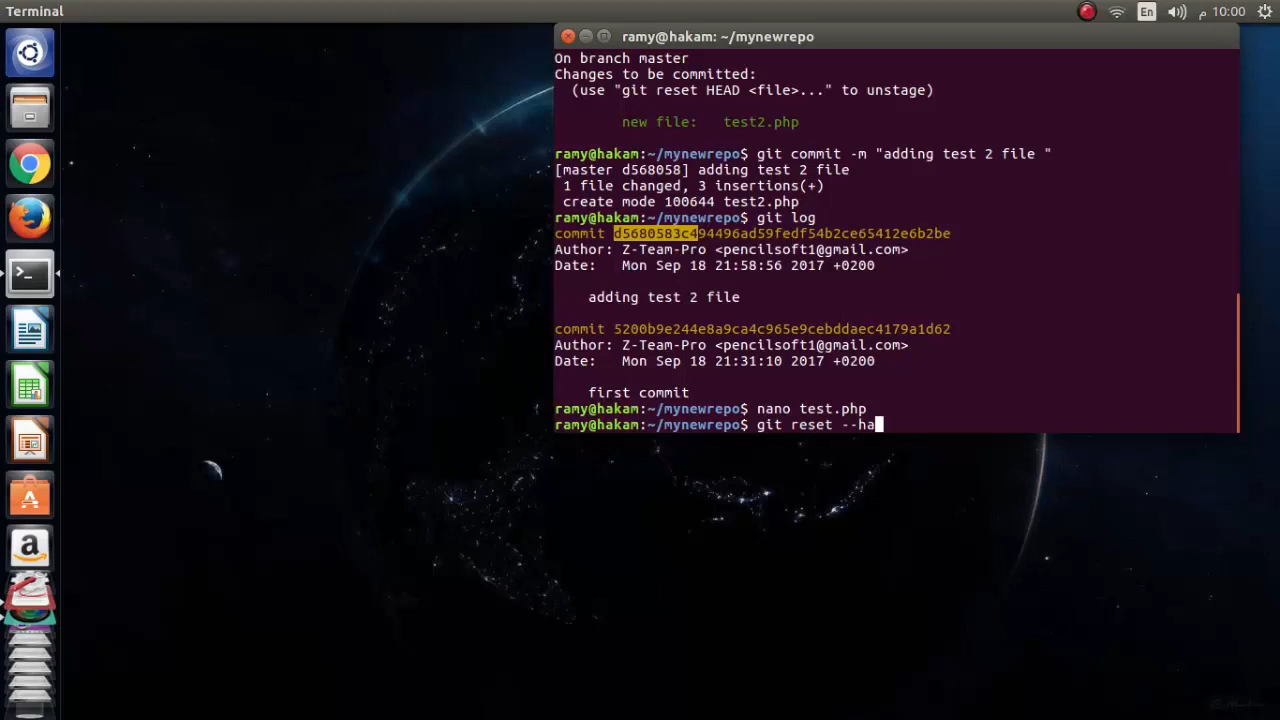 Terminal
En
م 10:00
ramy@hakam: ~/mynewrepo
On branch master
Changes to be committed:
(use "git reset HEAD <file>..." to unstage)
new file: test2.php
ramy@hakam:~/mynewrepo$ git commit -m "adding test 2 file "
[master d568058] adding test 2 file
1 file changed, 3 insertions(+)
create mode 100644 test2.php
ramy@hakam:~/mynewrepo$ git log
commit d5680583c494496ad59fedf54b2ce65412e6b2be
Author: Z-Team-Pro <pencilsoft1@gmail.com>
Date: Mon Sep 18 21:58:56 2017 +0200
adding test 2 file
commit 5200b9e244e8a9ca4c965e9cebddaec4179a1d62
Author: Z-Team-Pro <pencilsoft1@gmail.com>
Date: Mon Sep 18 21:31:10 2017 +0200
first commit
ramy@hakam:~/mynewrepo$ nano test.php
ramy@hakam:~/mynewrepo$ git reset --ha